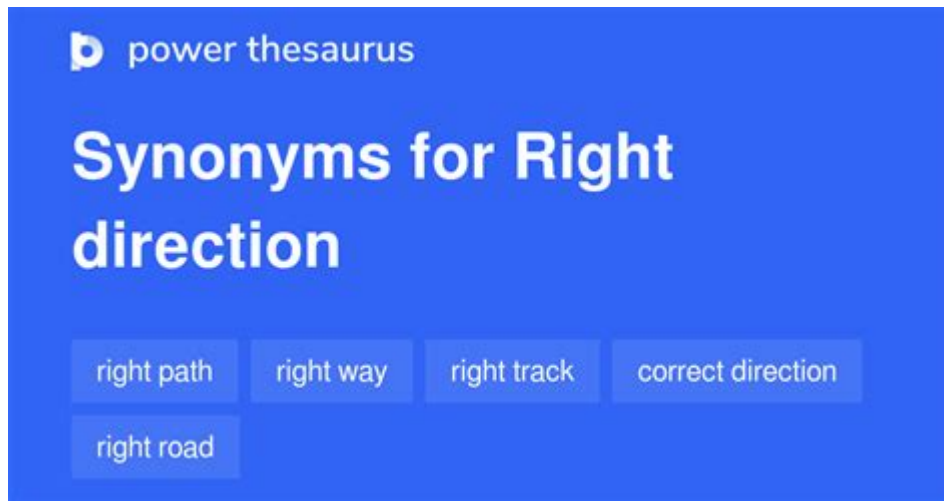 power thesaurus
Synonyms for Right
direction
right path right way right track correct direction
right road